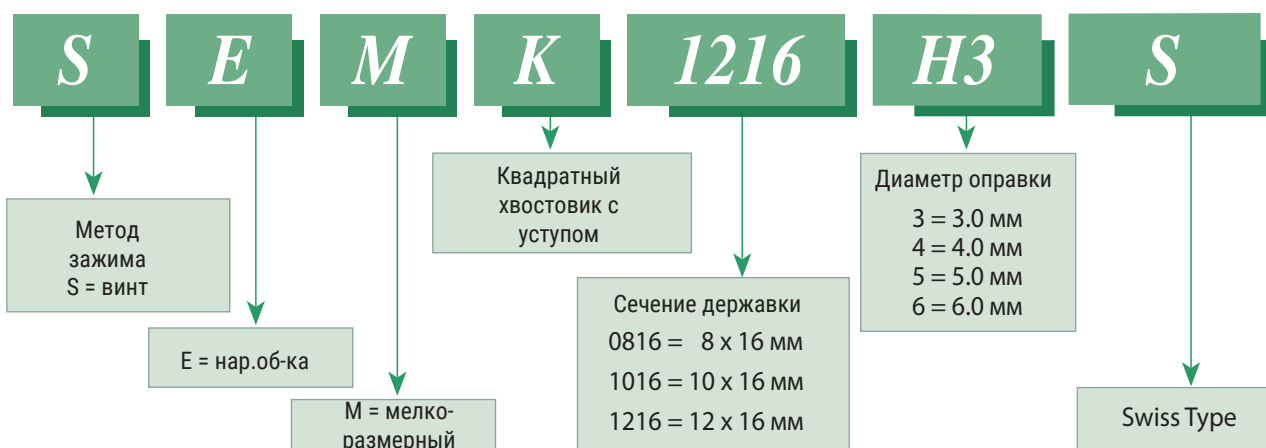 S E M K 1216 H3 S
Метод
зажима
S = винт
E = нар.об-ка
M = мелко-
размерный
Квадратный
хвостовик с
уступом
Сечение державки
0816 = 8 x 16 мм
1016 = 10 x 16 мм
1216 = 12 x 16 мм
Диаметр оправки
3 = 3.0 мм
4 = 4.0 мм
5 = 5.0 мм
6 = 6.0 мм
Swiss Type